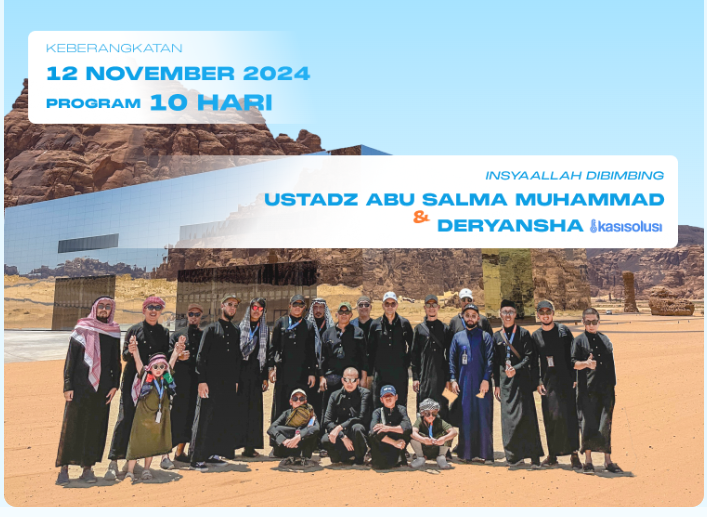 KEBERANGKATAN
12 NOVEMBER 2024
PROGRAM 10 HARI
INSYAALLAH DIBIMBING
USTADZ ABU SALMA MUHAMMAD
& DERYANSHA kasisolusi